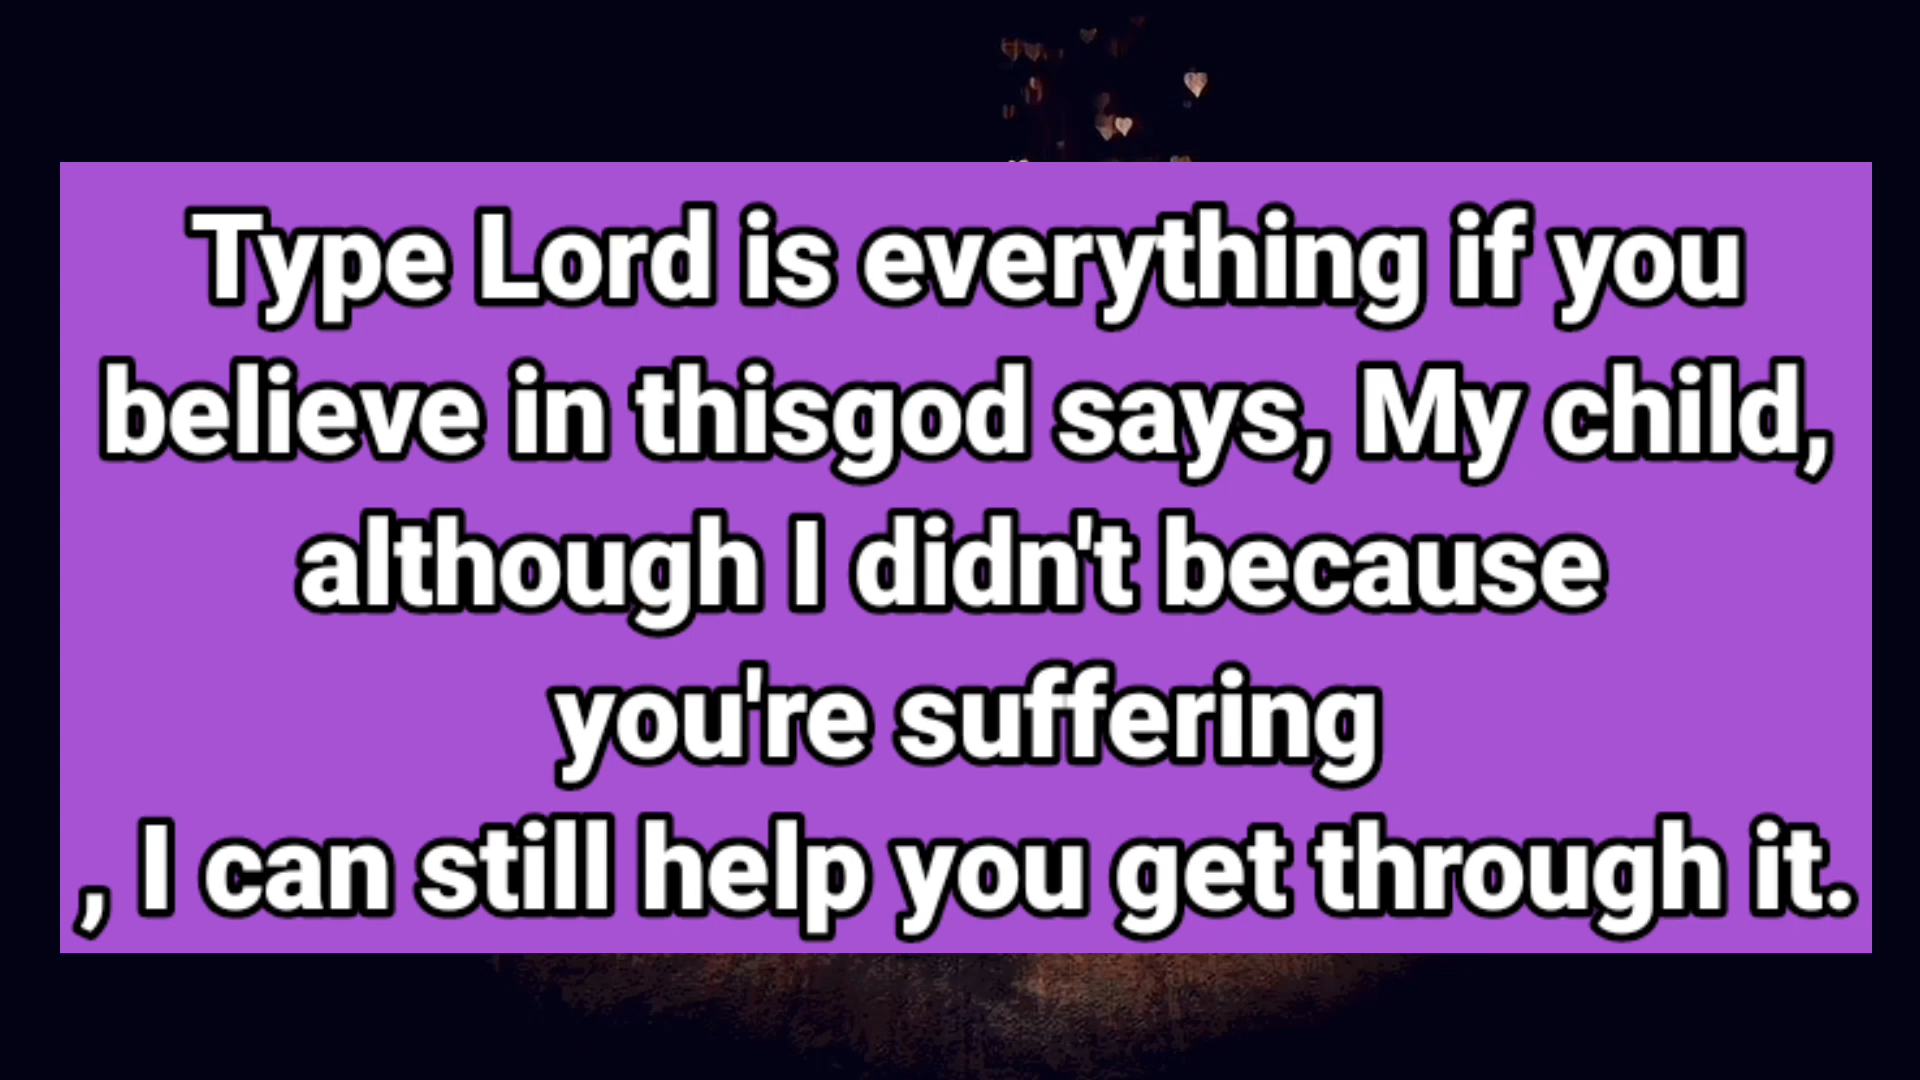 Type Lord is everything if you
believe in thisgod says, My child,
although I didn't because
you're suffering
, I can still help you get through it.